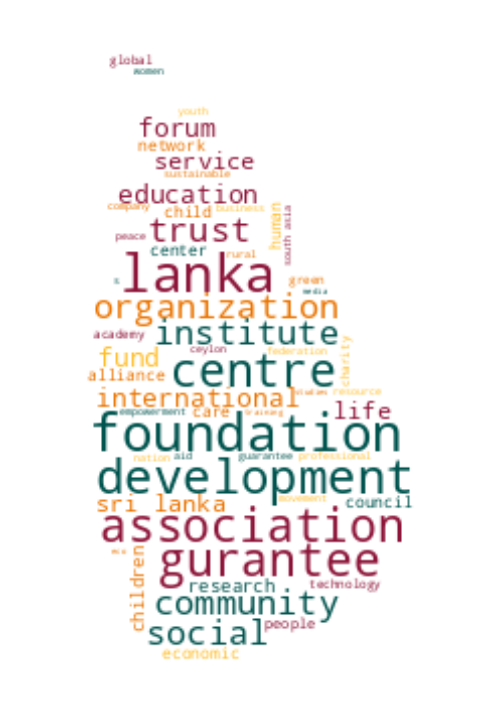 global
women
youth
forum
network
service
sustainable
education
company child business
trust human south asia
peace
center
rural
lanka
s
green
media
organization
institute
academy
ceylon
fund federation charity
centre
alliance
international studies resource
empowerment care training life
foundation
nation aid guarantee professional
development
sri lanka movement council
association
gurantee
children
research technology
community
social people
economic